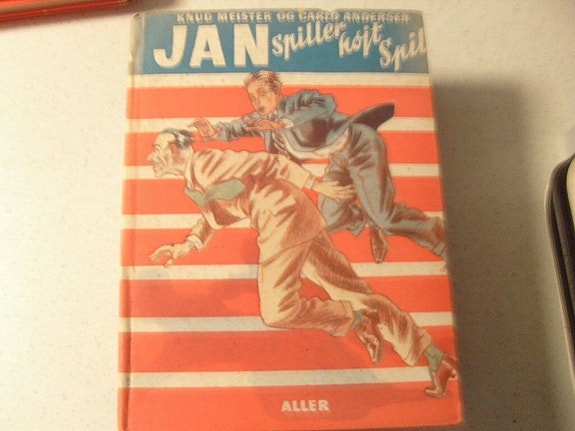 KNUD MEISTER OG CARLO ANDERSEN
JAN spiller højt Spil
ALLER